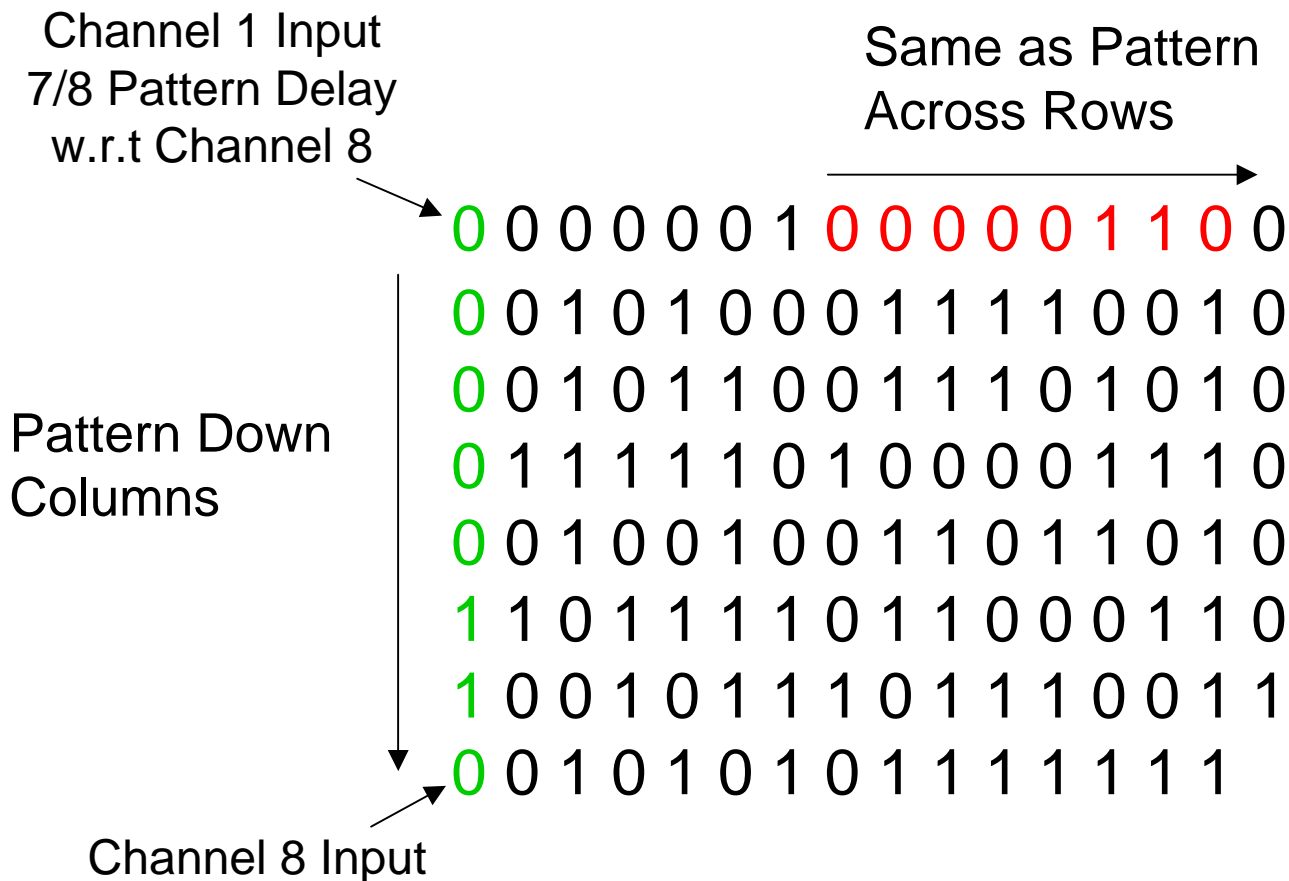 Channel 1 Input
7/8 Pattern Delay
w.r.t Channel 8
Same as Pattern
Across Rows
0 0 0 0 0 0 1 0 0 0 0 0 1 1 0 0
0 0 1 0 1 0 0 0 1 1 1 1 0 0 1 0
0 0 1 0 1 1 0 0 1 1 1 0 1 0 1 0
0 1 1 1 1 1 0 1 0 0 0 0 1 1 1 0
0 0 1 0 0 1 0 0 1 1 0 1 1 0 1 0
1 1 0 1 1 1 1 0 1 1 0 0 0 1 1 0
1 0 0 1 0 1 1 1 0 1 1 1 0 0 1 1
0 0 1 0 1 0 1 0 1 1 1 1 1 1 1
Pattern Down
Columns
Channel 8 Input